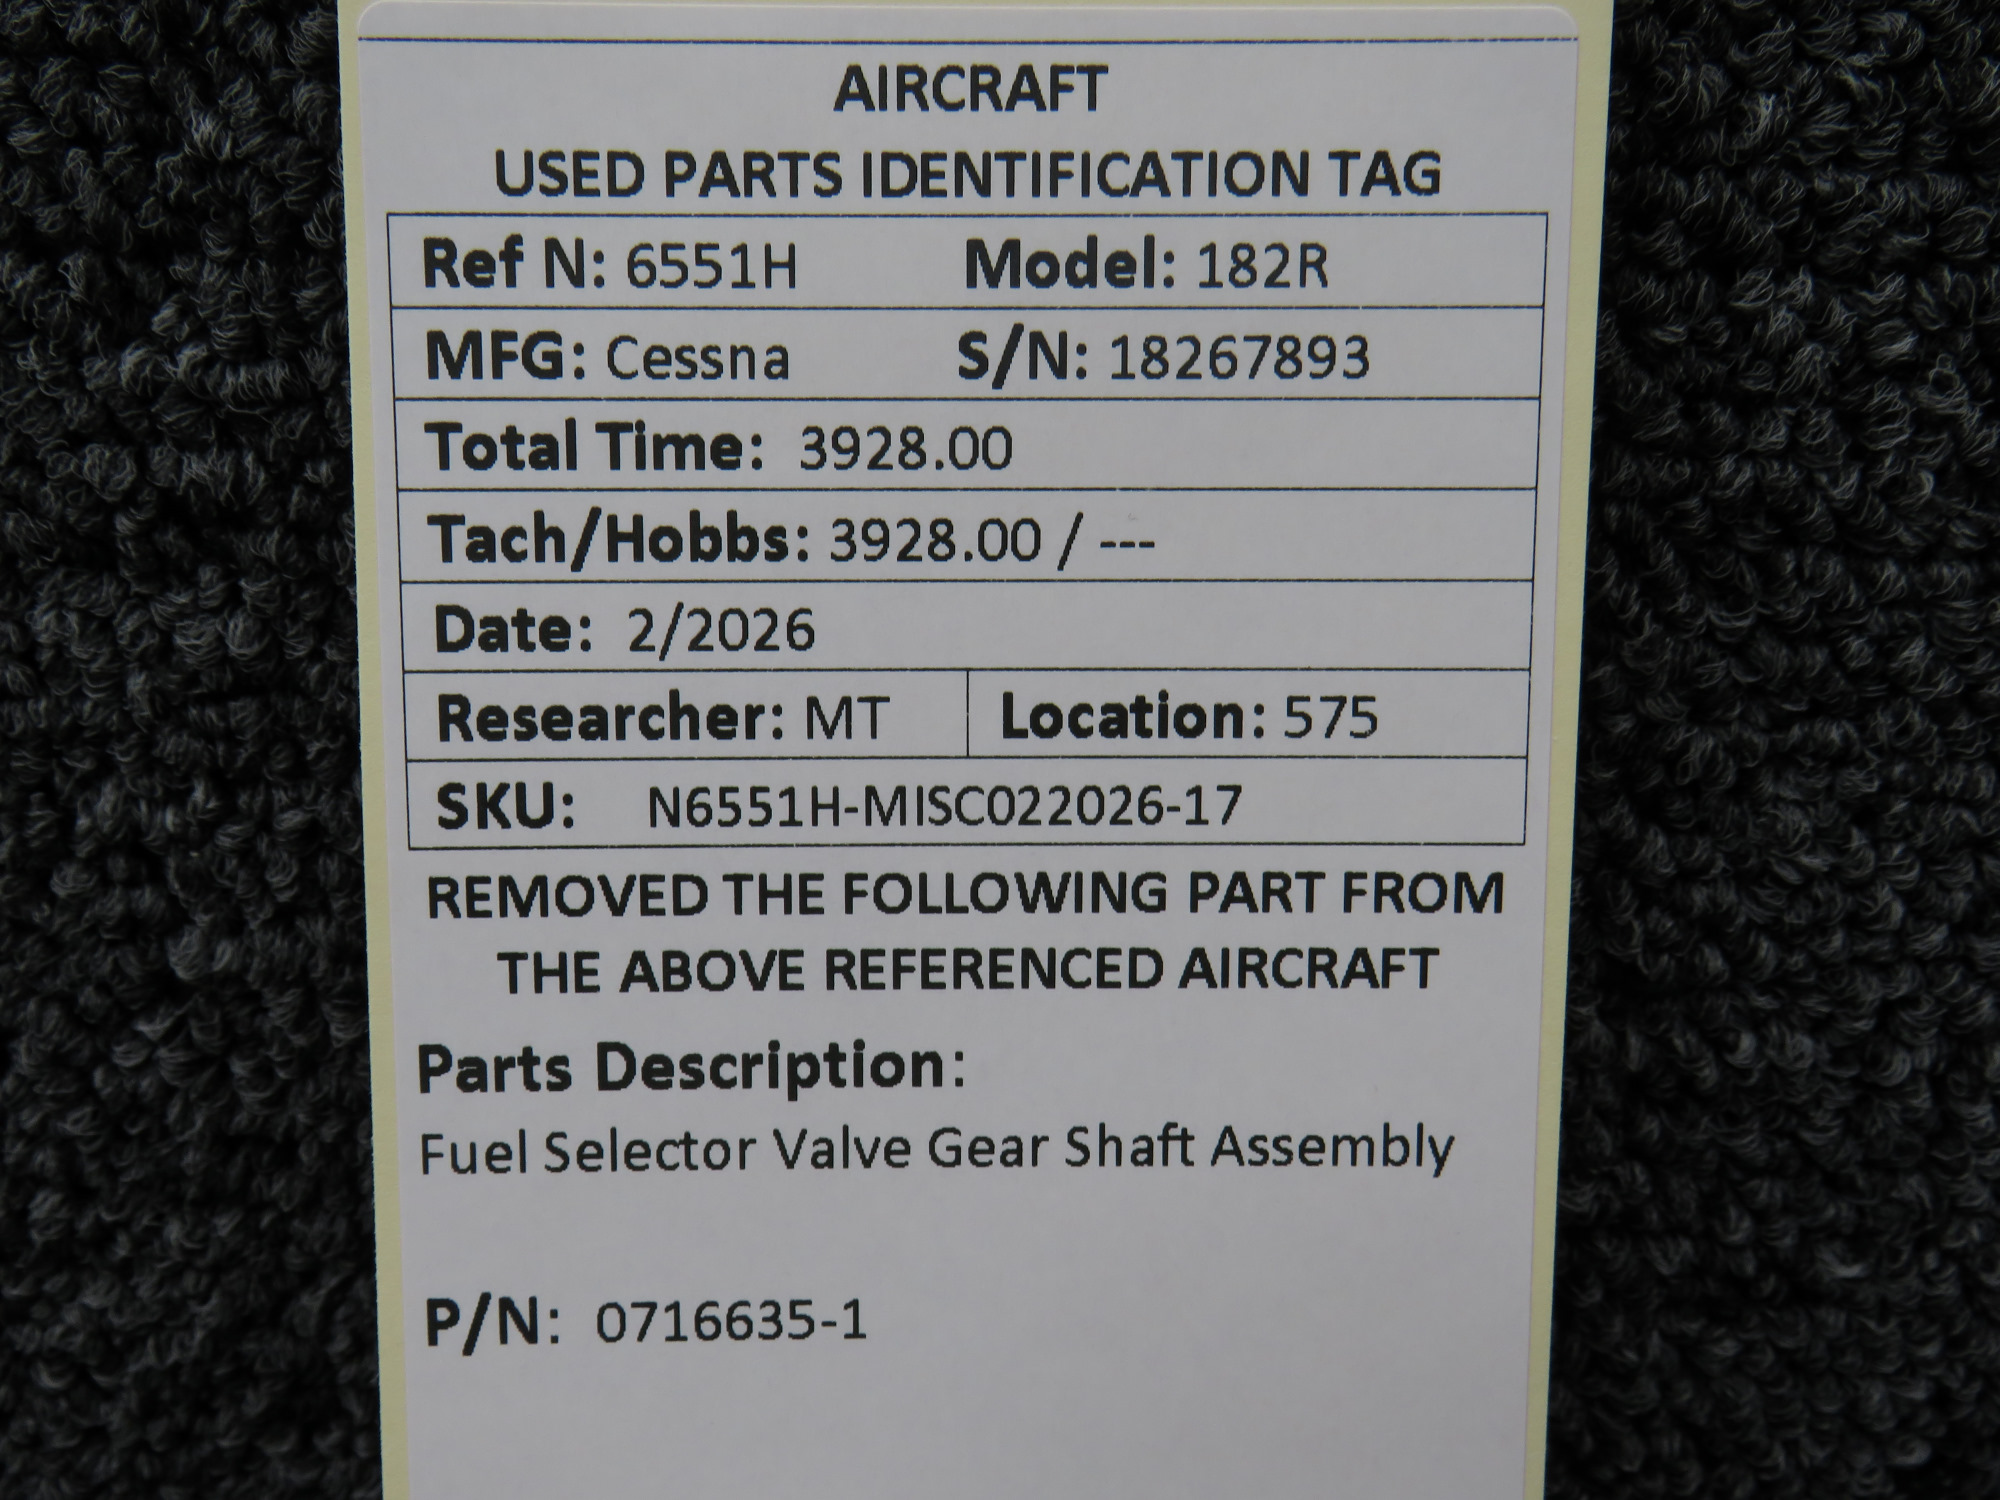 AIRCRAFT
USED PARTS IDENTIFICATION TAG
Ref N: 6551H Model: 182R
MFG: Cessna S/N: 18267893
Total Time: 3928.00
Tach/Hobbs: 3928.00 / ---
Date: 2/2026
Researcher: MT Location: 575
SKU: N6551H-MISC022026-17
REMOVED THE FOLLOWING PART FROM
THE ABOVE REFERENCED AIRCRAFT
Parts Description:
Fuel Selector Valve Gear Shaft Assembly
P/N: 0716635-1